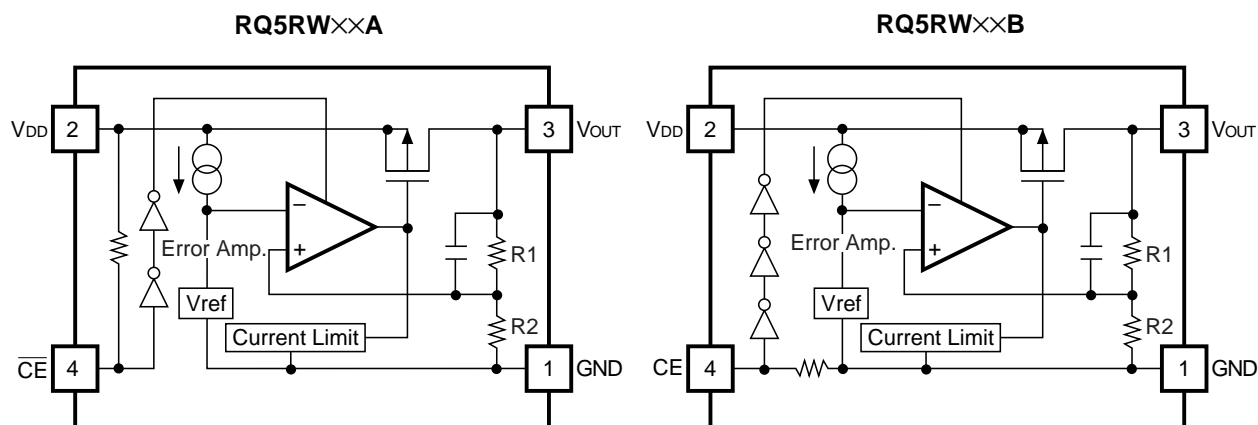 RQ5RW××A
VDD
2
3
VOUT
−
+
Error Amp.
R1
Vref
R2
Current Limit
CE
4
1
GND
RQ5RW××B
VDD
2
3
VOUT
−
+
Error Amp.
R1
Vref
R2
Current Limit
CE
4
1
GND